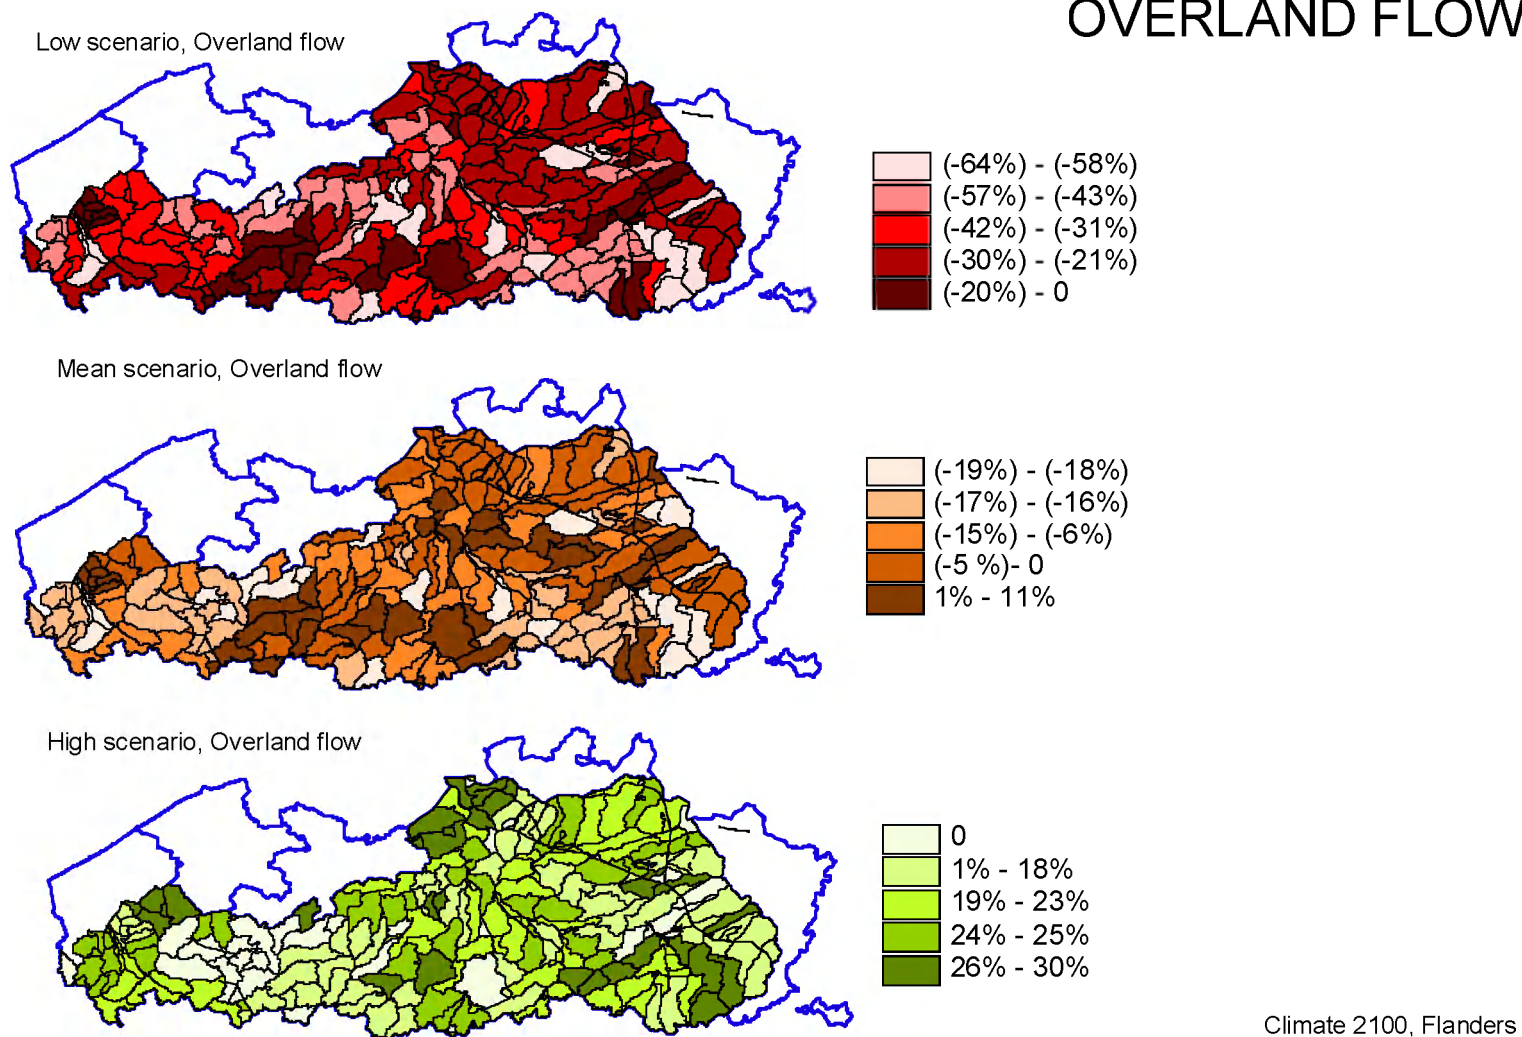 OVERLAND FLOW
Low scenario, Overland flow
(-64%) - (-58%)
(-57%) - (-43%)
(-42%) - (-31%)
(-30%) - (-21%)
(-20%) - 0
Mean scenario, Overland flow
(-19%) - (-18%)
(-17%) - (-16%)
(-15%) - (-6%)
(-5 %)- 0
1% - 11%
High scenario, Overland flow
0
1% - 18%
19% - 23%
24% - 25%
26% - 30%
Climate 2100, Flanders